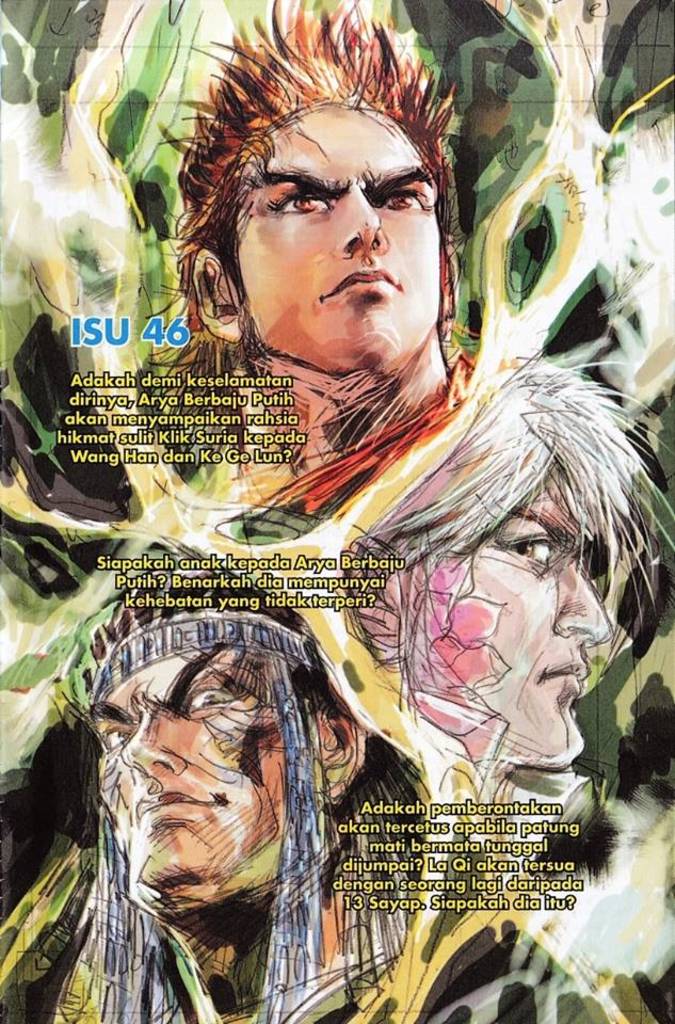 ISU 46
Adakah demi keselamatan
dirinya, Arya Berbaju Putih
akan menyampaikan rahsia
hikmat sulit Klik Suria kepada
Wang Han dan Ke Ge Lun?
Siapakah anak kepada Arya Berbaju
Putih? Benarkah dia mempunyai
kehebatan yang tidak terperi?
Adakah pemberontakan
akan tercetus apabila patung
mati bermata tunggal
dijumpai? La Qi akan tersua
dengan seorang lagi daripada
13 Sayap. Siapakah dia itu?